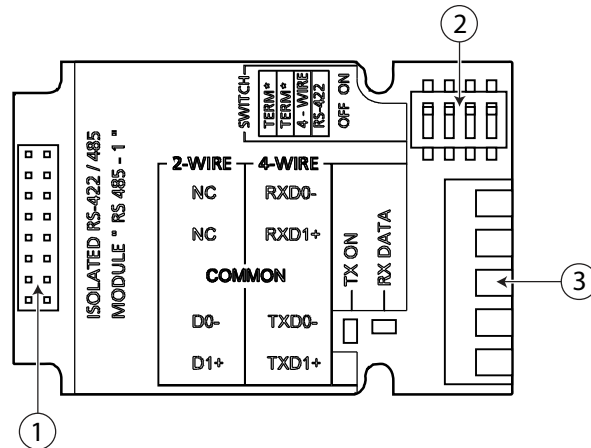 2
SWITCH
TERM*
TERM*
4 - WIRE
RS-422
OFF ON
ISOLATED RS-422 / 485
MODULE " RS 485 - 1 "
2-WIRE 4-WIRE
NC RXD0-
NC RXD1+
COMMON
D0- TXD0-
D1+ TXD1+
TX ON
RX DATA
3
1